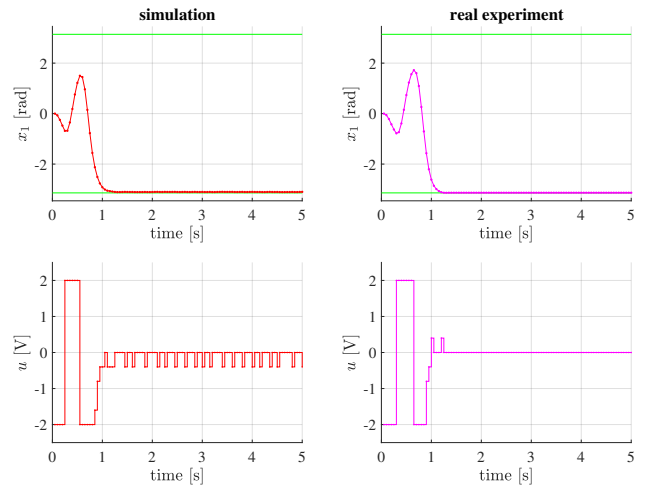 simulation
real experiment
2
0
-2
x₁ [rad]
0 1 2 3 4 5
time [s]
2
0
-2
x₁ [rad]
0 1 2 3 4 5
time [s]
2
1
0
-1
-2
u [V]
0 1 2 3 4 5
time [s]
2
1
0
-1
-2
u [V]
0 1 2 3 4 5
time [s]